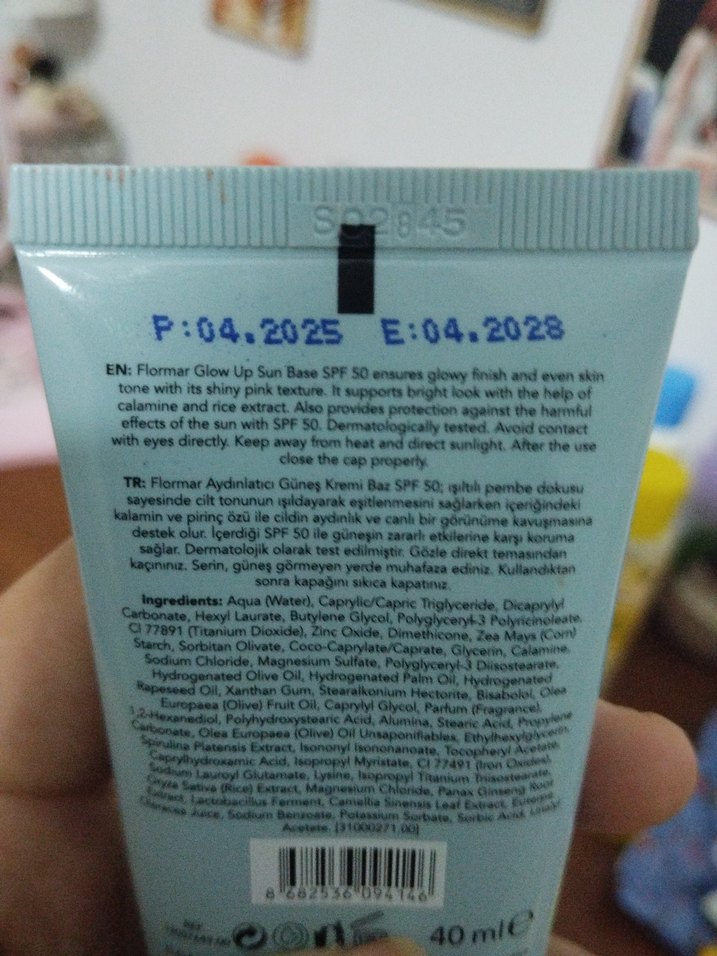 S02845
P:04.2025 E:04.2028
EN: Flormar Glow Up Sun Base SPF 50 ensures glowy finish and even skin
tone with its shiny pink texture. It supports bright look with the help of
calamine and rice extract. Also provides protection against the harmful
effects of the sun with SPF 50. Dermatologically tested. Avoid contact
with eyes directly. Keep away from heat and direct sunlight. After the use
close the cap properly.
TR: Flormar Aydınlatıcı Güneş Kremi Baz SPF 50; ışıltılı pembe dokusu
sayesinde cilt tonunun ışıldayarak eşitlenmesini sağlarken içeriğindeki
kalamin ve pirinç özü ile cildin aydınlık ve canlı bir görünüme kavuşmasına
destek olur. İçerdiği SPF 50 ile güneşin zararlı etkilerine karşı koruma
sağlar. Dermatolojik olarak test edilmiştir. Gözle direkt temasından
kaçınınız. Serin, güneş görmeyen yerde muhafaza ediniz. Kullandıktan
sonra kapağını sıkıca kapatınız.
Ingredients: Aqua (Water), Caprylic/Capric Triglyceride, Dicaprylyl
Carbonate, Hexyl Laurate, Butylene Glycol, Polyglyceryl-3 Polyricinoleate,
CI 77891 (Titanium Dioxide), Zinc Oxide, Dimethicone, Zea Mays (Corn)
Starch, Sorbitan Olivate, Coco-Caprylate/Caprate, Glycerin, Calamine,
Sodium Chloride, Magnesium Sulfate, Polyglyceryl-3 Diisostearate,
Hydrogenated Olive Oil, Hydrogenated Palm Oil, Hydrogenated
Rapeseed Oil, Xanthan Gum, Stearalkonium Hectorite, Bisabolol, Olea
Europaea (Olive) Fruit Oil, Caprylyl Glycol, Parfum (Fragrance),
1,2-Hexanediol, Polyhydroxystearic Acid, Alumina, Stearic Acid, Propylene
Carbonate, Olea Europaea (Olive) Oil Unsaponifiables, Ethylhexylglycerin,
Spirulina Platensis Extract, Isononyl Isononanoate, Tocopheryl Acetate,
Caprylhydroxamic Acid, Isopropyl Myristate, CI 77491 (Iron Oxides),
Sodium Lauroyl Glutamate, Lysine, Isopropyl Titanium Triisostearate,
Oryza Sativa (Rice) Extract, Magnesium Chloride, Panax Ginseng Root
Extract, Lactobacillus Ferment, Camellia Sinensis Leaf Extract, Euterpe
Oleracea Juice, Sodium Benzoate, Potassium Sorbate, Sorbic Acid, Linalyl
Acetate. [31000271.00]
8 682536 094146
40 ml e